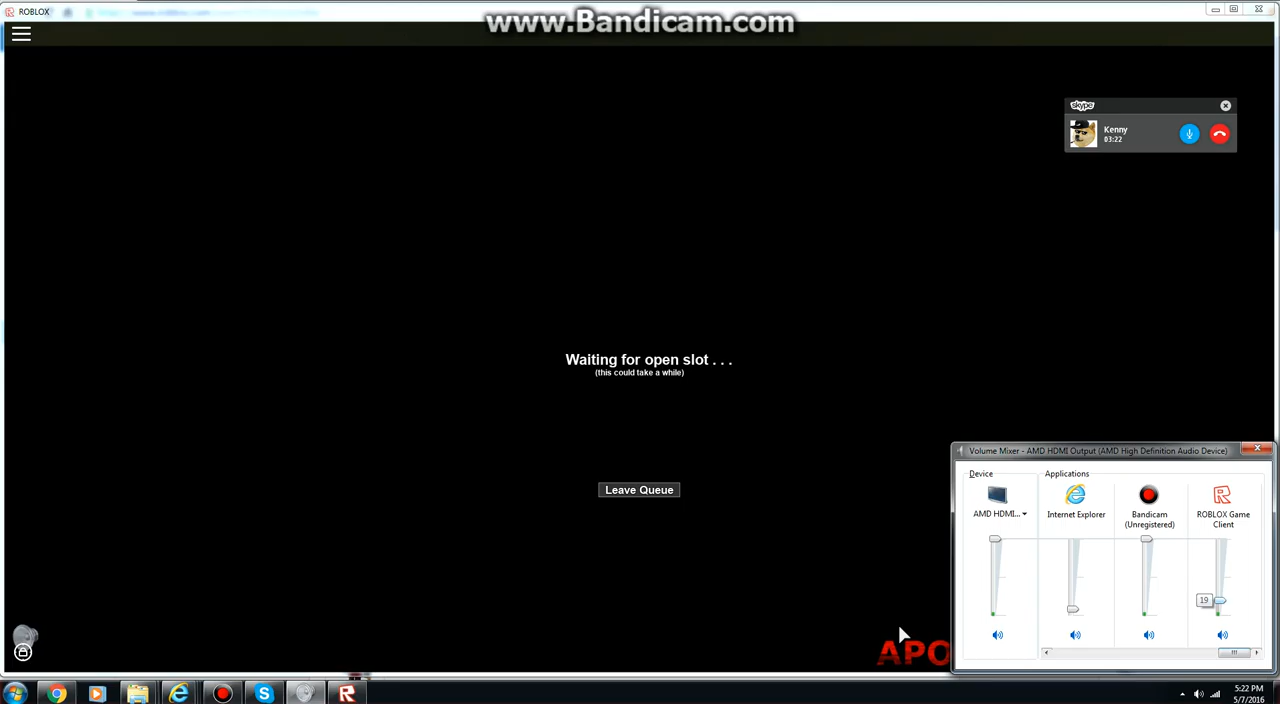 ROBLOX
www.Bandicam.com
skype
Kenny
03:22
Waiting for open slot . . .
(this could take a while)
Leave Queue
Volume Mixer - AMD HDMI Output (AMD High Definition Audio Device)
Device
Applications
AMD HDMI...
Internet Explorer
Bandicam
(Unregistered)
ROBLOX Game
Client
19
APO
5:22 PM
5/7/2016